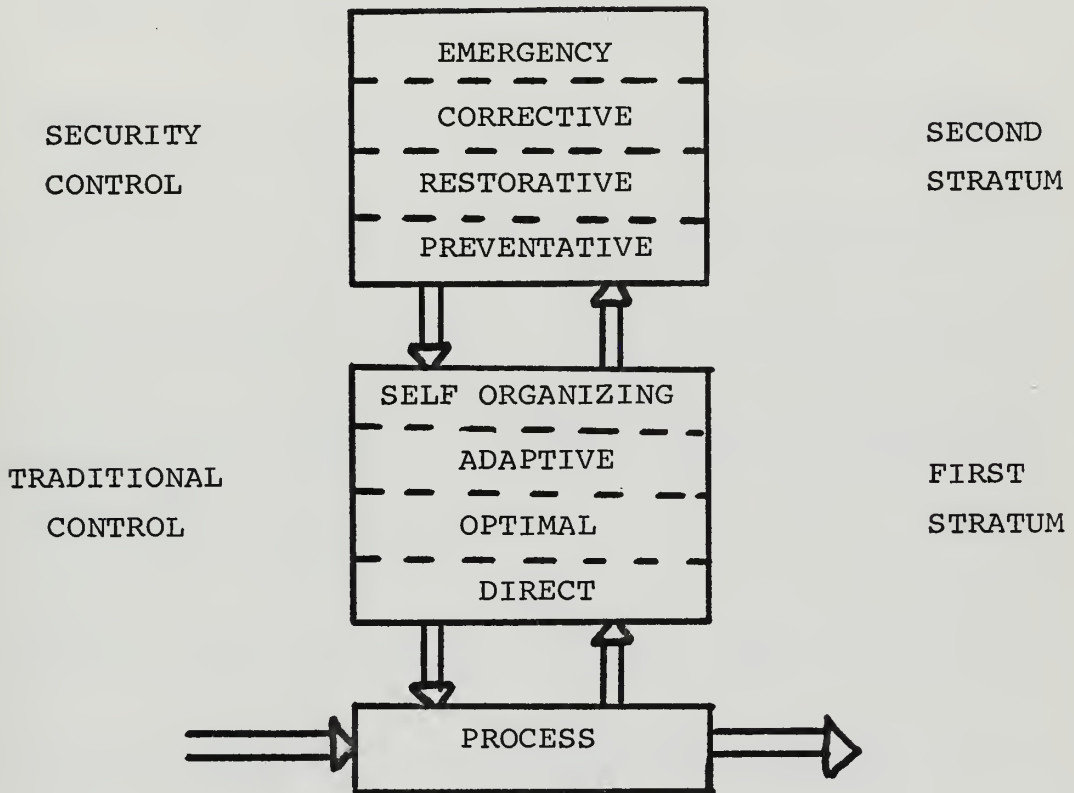 EMERGENCY
CORRECTIVE
RESTORATIVE
PREVENTATIVE
SECURITY
CONTROL
SECOND
STRATUM
SELF ORGANIZING
ADAPTIVE
OPTIMAL
DIRECT
TRADITIONAL
CONTROL
FIRST
STRATUM
PROCESS